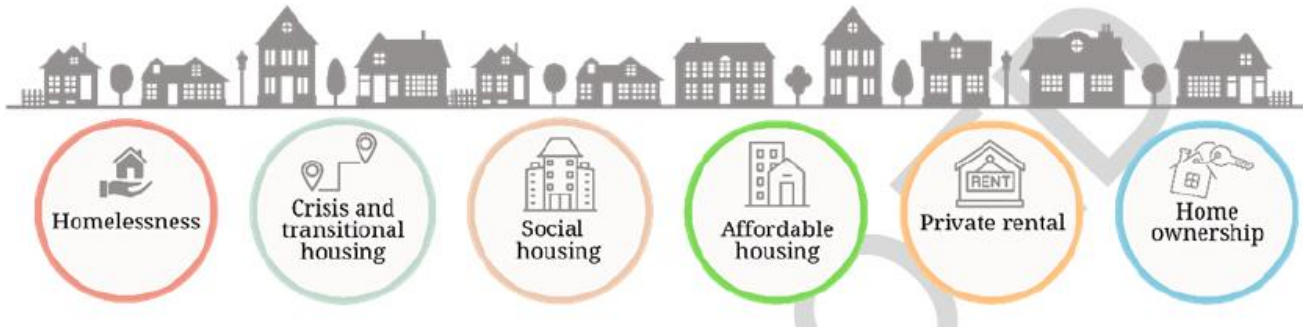 Homelessness
Crisis and
transitional
housing
Social
housing
Affordable
housing
RENT
Private rental
Home
ownership